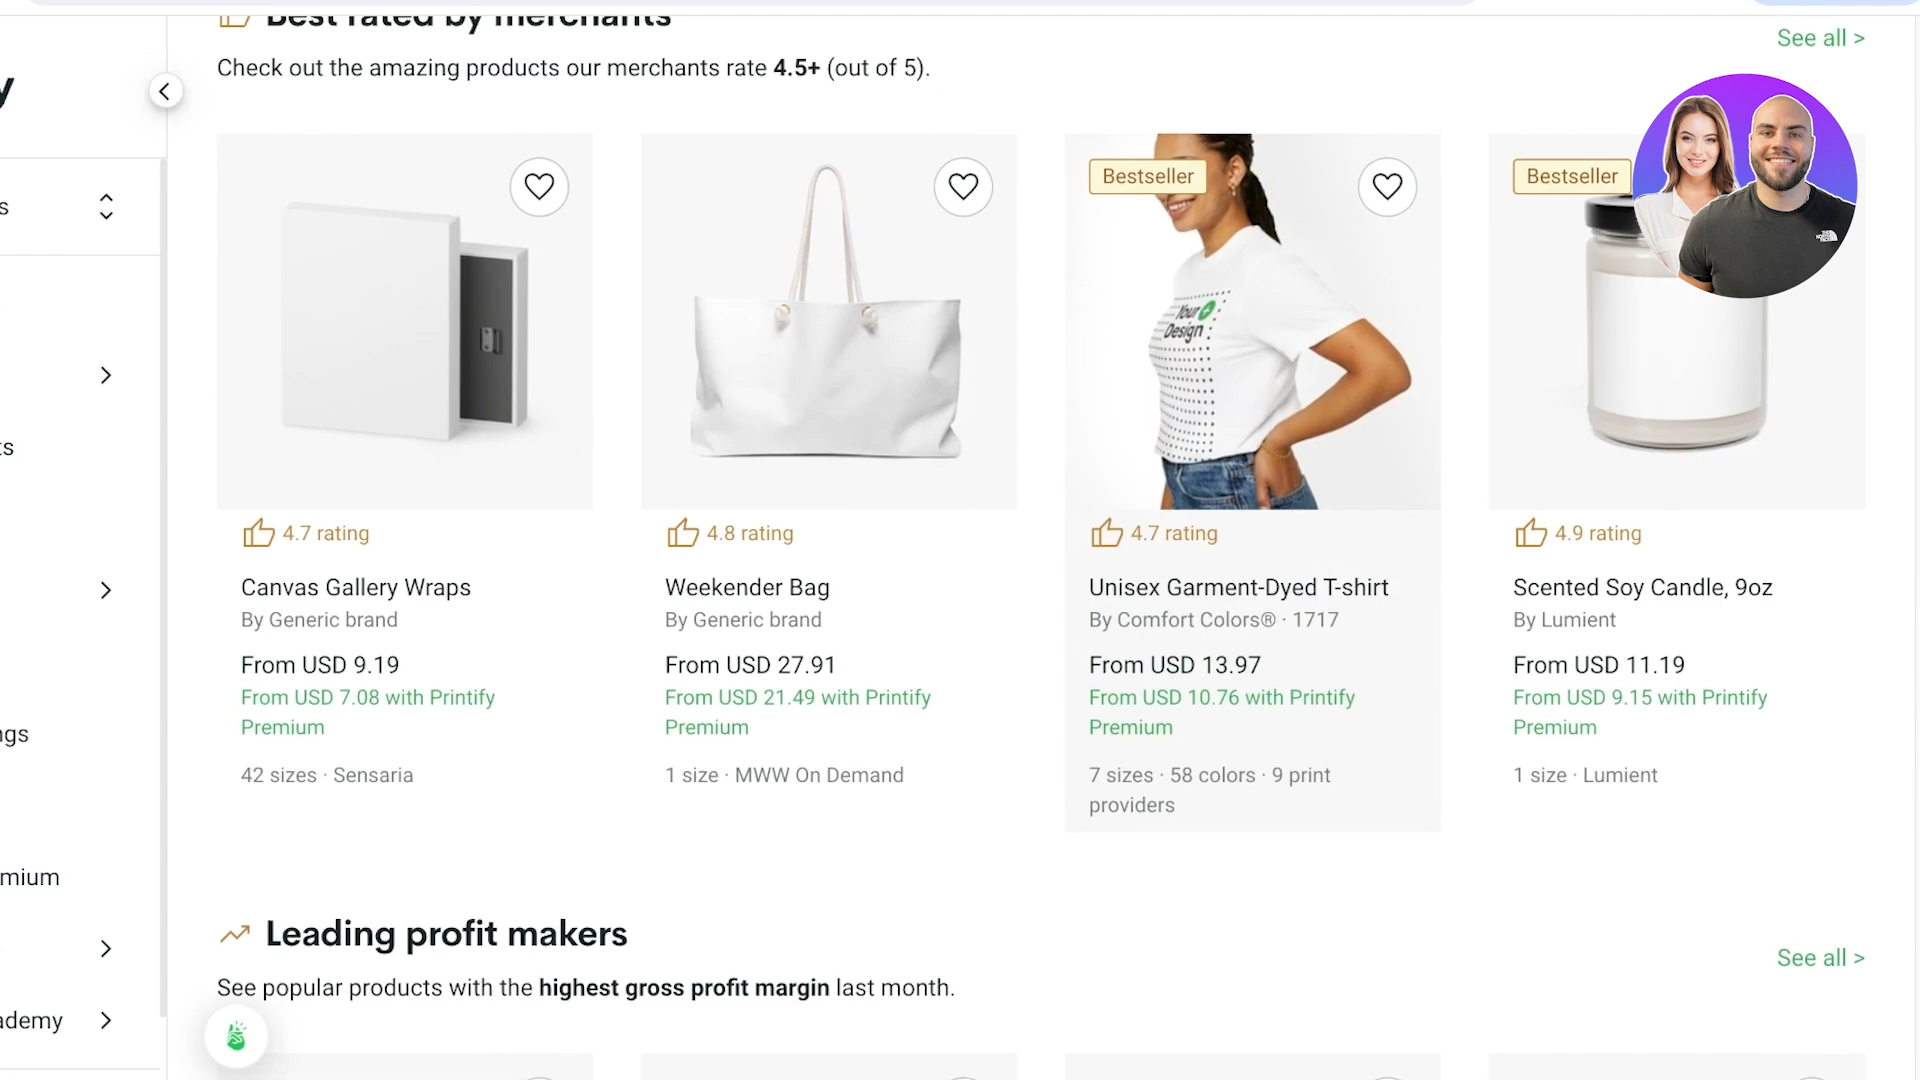 Best rated by merchants
See all >
Check out the amazing products our merchants rate 4.5+ (out of 5).
y
s
ts
ngs
mium
ademy
Bestseller
Bestseller
Your
Design
THE
NORTH
FACE
4.7 rating
4.8 rating
4.7 rating
4.9 rating
Canvas Gallery Wraps
By Generic brand
From USD 9.19
From USD 7.08 with Printify
Premium
42 sizes · Sensaria
Weekender Bag
By Generic brand
From USD 27.91
From USD 21.49 with Printify
Premium
1 size · MWW On Demand
Unisex Garment-Dyed T-shirt
By Comfort Colors® · 1717
From USD 13.97
From USD 10.76 with Printify
Premium
7 sizes · 58 colors · 9 print
providers
Scented Soy Candle, 9oz
By Lumient
From USD 11.19
From USD 9.15 with Printify
Premium
1 size · Lumient
Leading profit makers
See all >
See popular products with the highest gross profit margin last month.